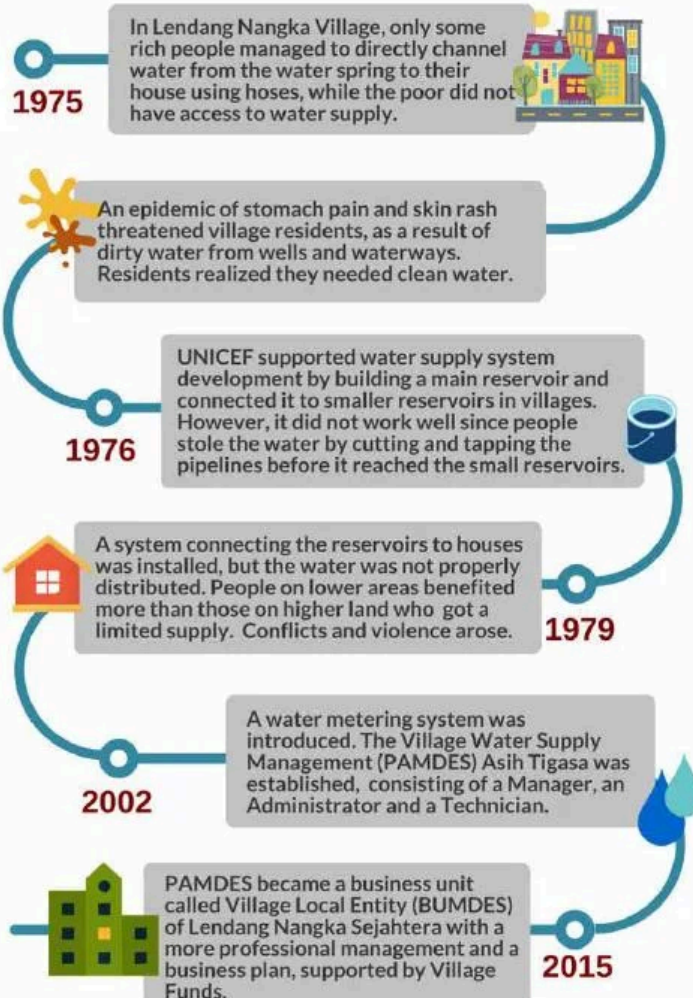 In Lendang Nangka Village, only some
rich people managed to directly channel
water from the water spring to their
house using hoses, while the poor did not
have access to water supply.
1975
An epidemic of stomach pain and skin rash
threatened village residents, as a result of
dirty water from wells and waterways.
Residents realized they needed clean water.
UNICEF supported water supply system
development by building a main reservoir and
connected it to smaller reservoirs in villages.
However, it did not work well since people
stole the water by cutting and tapping the
pipelines before it reached the small reservoirs.
1976
A system connecting the reservoirs to houses
was installed, but the water was not properly
distributed. People on lower areas benefited
more than those on higher land who got a
limited supply. Conflicts and violence arose.
1979
A water metering system was
introduced. The Village Water Supply
Management (PAMDES) Asih Tigasa was
established, consisting of a Manager, an
Administrator and a Technician.
2002
PAMDES became a business unit
called Village Local Entity (BUMDES)
of Lendang Nangka Sejahtera with a
more professional management and a
business plan, supported by Village
Funds.
2015